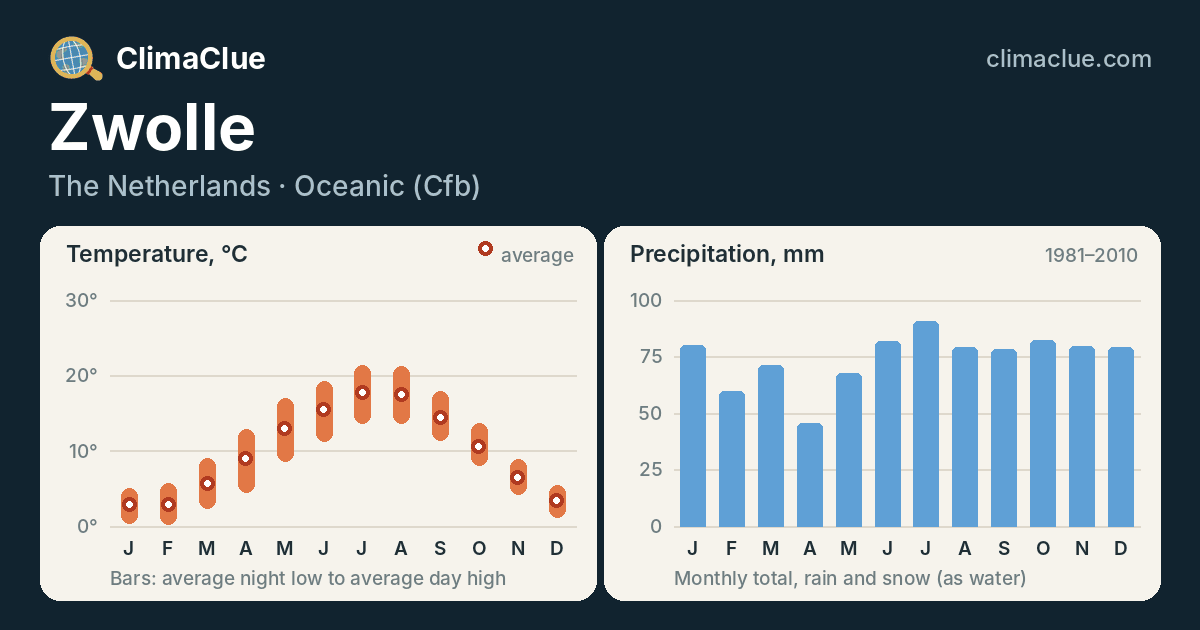 ClimaClue
climaclue.com
Zwolle
The Netherlands · Oceanic (Cfb)
Temperature, °C
average
30°
20°
10°
0°
J F M A M J J A S O N D
Bars: average night low to average day high
Precipitation, mm
1981–2010
100
75
50
25
0
J F M A M J J A S O N D
Monthly total, rain and snow (as water)